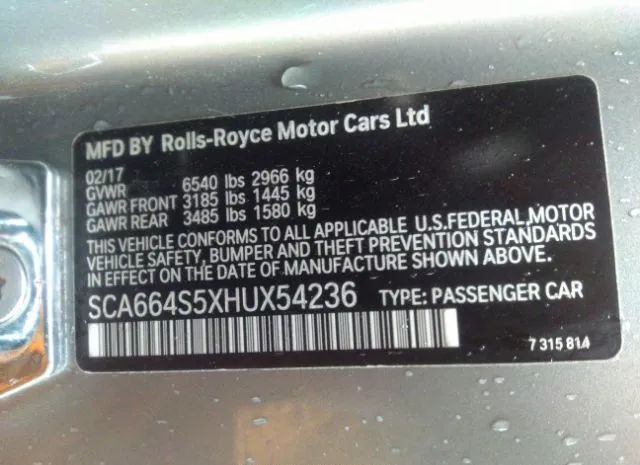 MFD BY Rolls-Royce Motor Cars Ltd
02/17
GVWR 6540 lbs 2966 kg
GAWR FRONT 3185 lbs 1445 kg
GAWR REAR 3485 lbs 1580 kg
THIS VEHICLE CONFORMS TO ALL APPLICABLE U.S.FEDERAL MOTOR
VEHICLE SAFETY, BUMPER AND THEFT PREVENTION STANDARDS
IN EFFECT ON THE DATE OF MANUFACTURE SHOWN ABOVE.
SCA664S5XHUX54236 TYPE: PASSENGER CAR
7 315 814